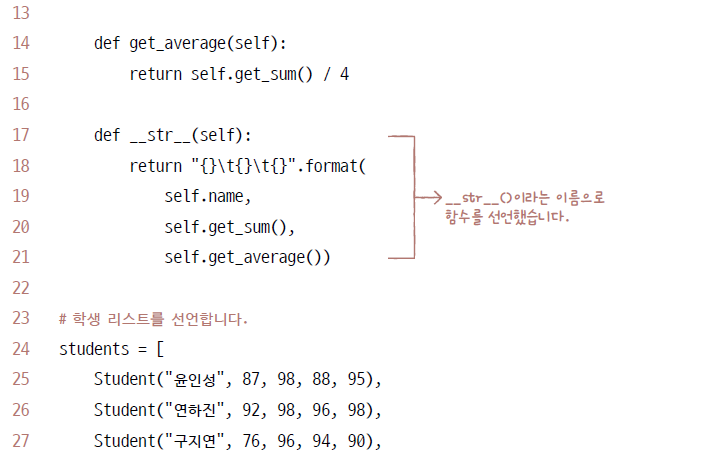 13
14 def get_average(self):
15 return self.get_sum() / 4
16
17 def __str__(self):
18 return "{}\t{}\t{}".format(
19 self.name,
20 self.get_sum(),
21 self.get_average())
__str__()이라는 이름으로
함수를 선언했습니다.
22
23 # 학생 리스트를 선언합니다.
24 students = [
25 Student("윤인성", 87, 98, 88, 95),
26 Student("연하진", 92, 98, 96, 98),
27 Student("구지연", 76, 96, 94, 90),